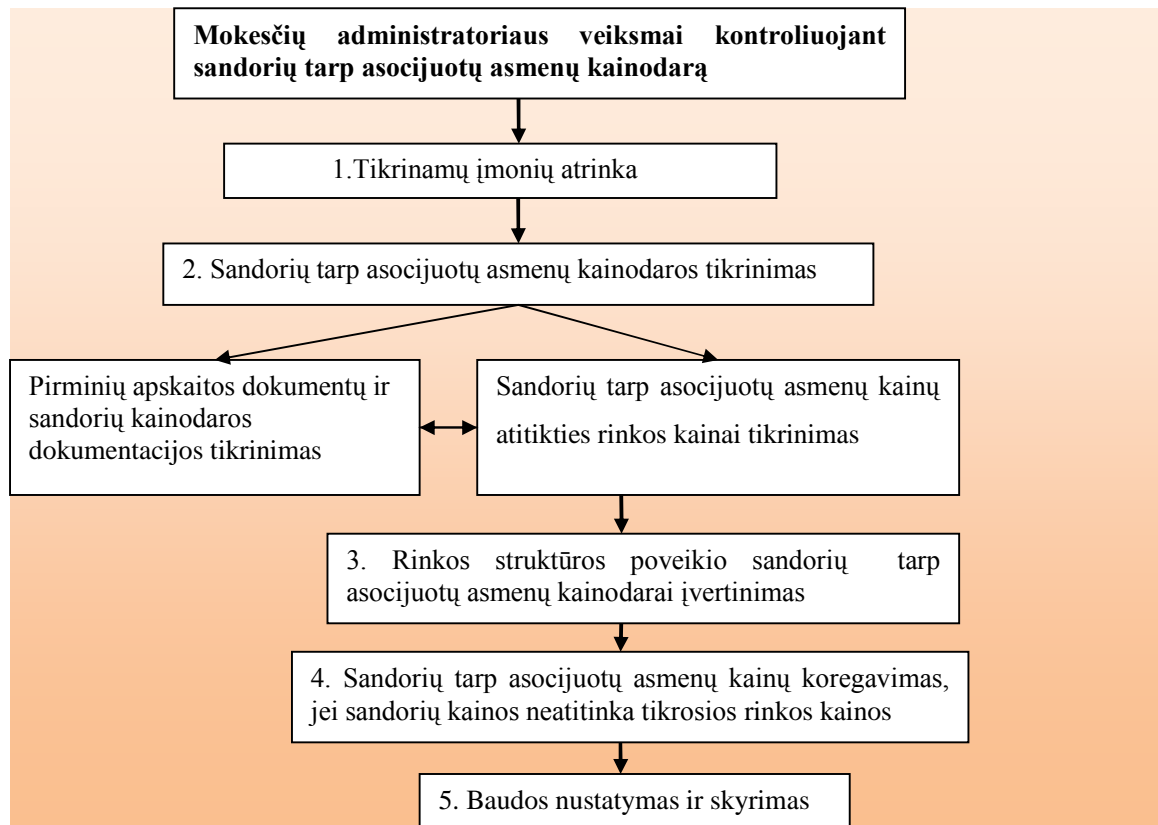 Mokesčių administratoriaus veiksmai kontroliuojant
sandorių tarp asocijuotų asmenų kainodarą
1.Tikrinamų įmonių atrinka
2. Sandorių tarp asocijuotų asmenų kainodaros tikrinimas
Pirminių apskaitos dokumentų ir
sandorių kainodaros
dokumentacijos tikrinimas
Sandorių tarp asocijuotų asmenų kainų
atitikties rinkos kainai tikrinimas
3. Rinkos struktūros poveikio sandorių tarp
asocijuotų asmenų kainodarai įvertinimas
4. Sandorių tarp asocijuotų asmenų kainų koregavimas,
jei sandorių kainos neatitinka tikrosios rinkos kainos
5. Baudos nustatymas ir skyrimas